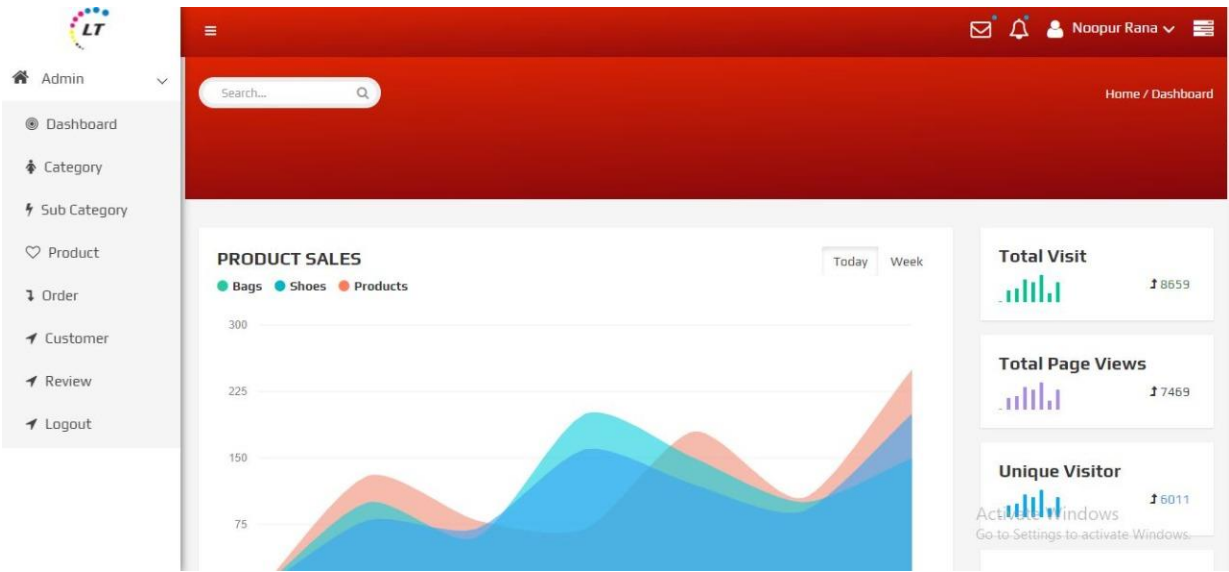 LT
Noopur Rana
Admin
Search...
Home / Dashboard
Dashboard
Category
Sub Category
Product
Order
Customer
Review
Logout
PRODUCT SALES
Today Week
Bags Shoes Products
300
225
150
75
Total Visit
8659
Total Page Views
7469
Unique Visitor
6011
Activate Windows
Go to Settings to activate Windows.